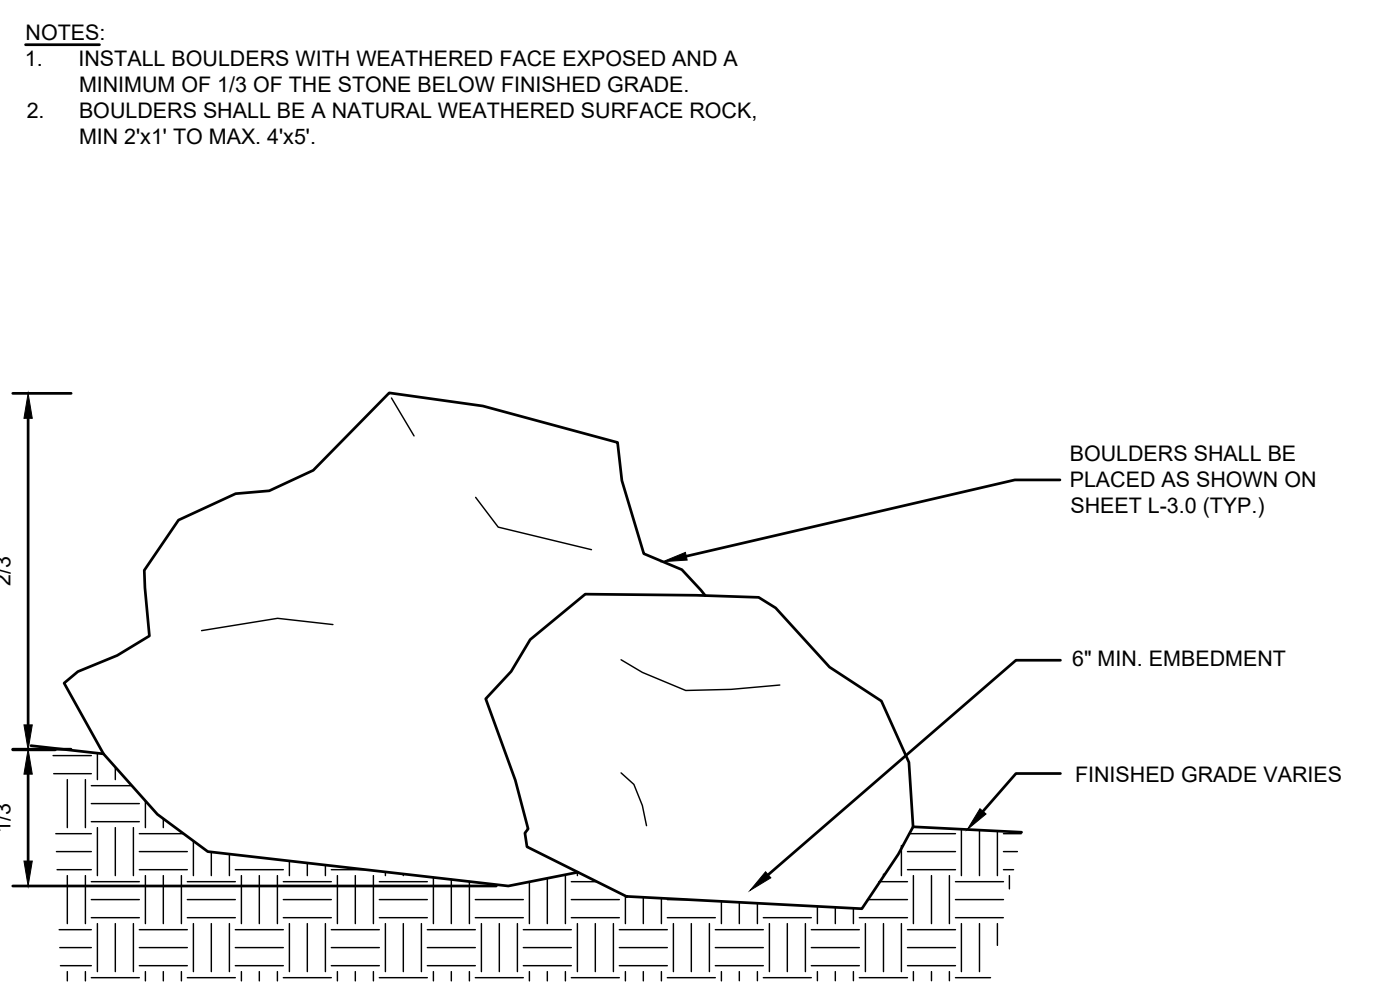 NOTES:
1. INSTALL BOULDERS WITH WEATHERED FACE EXPOSED AND A
MINIMUM OF 1/3 OF THE STONE BELOW FINISHED GRADE.
2. BOULDERS SHALL BE A NATURAL WEATHERED SURFACE ROCK,
MIN 2'x1' TO MAX. 4'x5'.
BOULDERS SHALL BE
PLACED AS SHOWN ON
SHEET L-3.0 (TYP.)
2/3
6" MIN. EMBEDMENT
FINISHED GRADE VARIES
1/3